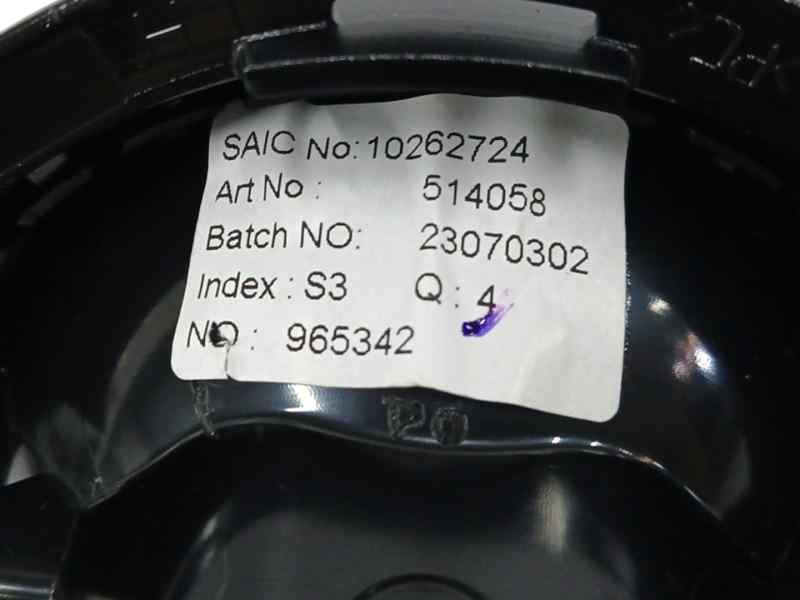 SAIC No:10262724
Art No : 514058
Batch NO: 23070302
Index : S3 Q : 4
NO : 965342